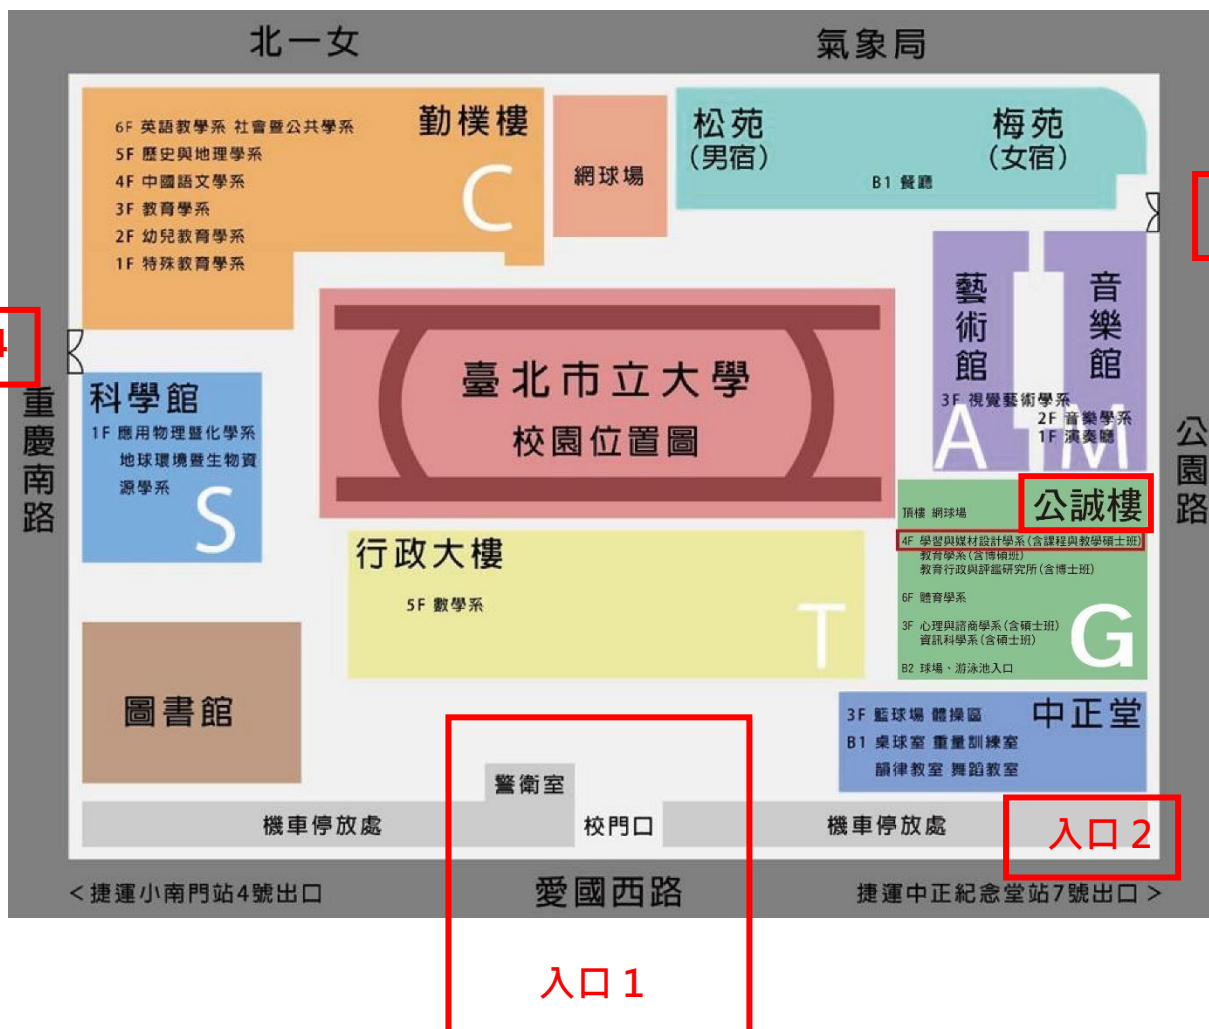 北一女
氣象局
勤樸樓
6F 英語教學系 社會暨公共學系
5F 歷史與地理學系
4F 中國語文學系
3F 教育學系
2F 幼兒教育學系
1F 特殊教育學系
C
網球場
松苑
(男宿)
梅苑
(女宿)
B1 餐廳
藝術館
3F 視覺藝術學系
A
音樂館
2F 音樂學系
1F 演奏廳
M
臺北市立大學
校園位置圖
4
重慶南路
科學館
1F 應用物理暨化學系
地球環境暨生物資
源學系
S
公園路
公誠樓
頂樓 網球場
4F 學習與媒材設計學系(含課程與教學碩士班)
教育學系(含博碩班)
教育行政與評鑑研究所(含博士班)
6F 體育學系
3F 心理與諮商學系(含碩士班)
資訊科學系(含碩士班)
B2 球場、游泳池入口
G
行政大樓
5F 數學系
T
圖書館
中正堂
3F 籃球場 體操區
B1 桌球室 重量訓練室
韻律教室 舞蹈教室
警衛室
機車停放處
校門口
機車停放處
入口 2
<捷運小南門站4號出口
愛國西路
捷運中正紀念堂站7號出口>
入口 1